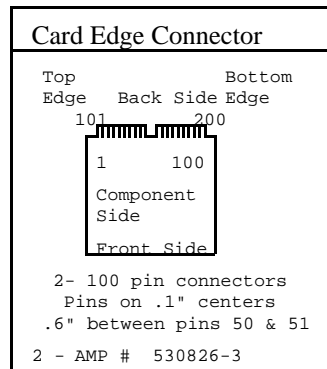 Card Edge Connector
Top Bottom
Edge Back Side Edge
101 200
1 100
Component
Side
Front Side
2- 100 pin connectors
Pins on .1" centers
.6" between pins 50 & 51
2 - AMP # 530826-3